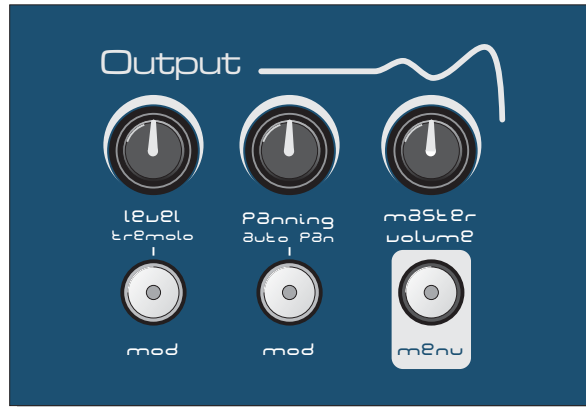 Output
level
tremolo
Panning
auto Pan
master
volume
mod
mod
menu